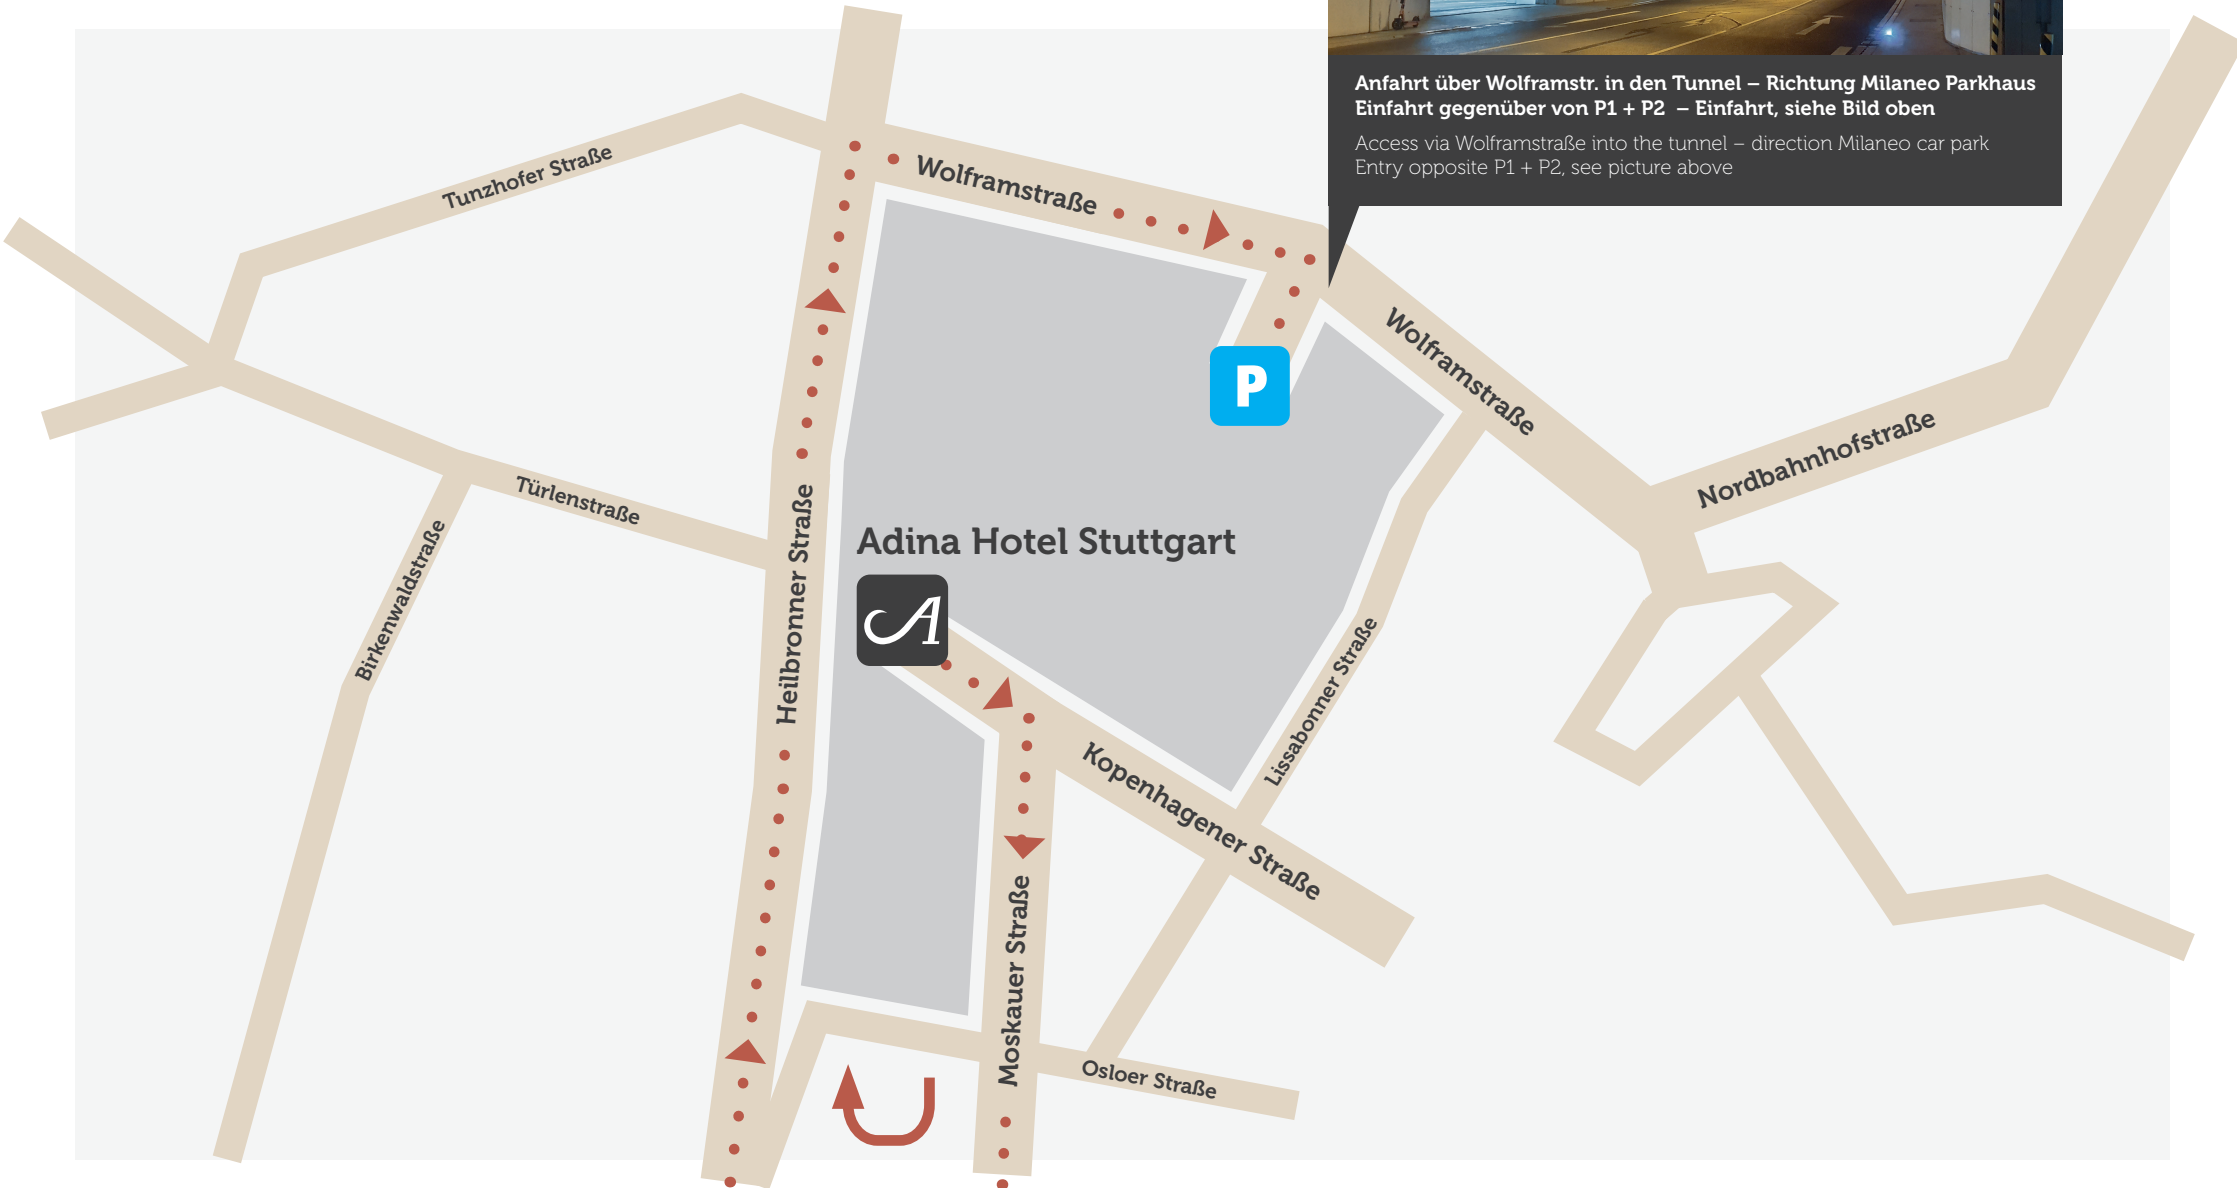 Anfahrt über Wolframstr. in den Tunnel – Richtung Milaneo Parkhaus
Einfahrt gegenüber von P1 + P2 – Einfahrt, siehe Bild oben
Access via Wolframstraße into the tunnel – direction Milaneo car park
Entry opposite P1 + P2, see picture above
Tunzhofer Straße
Wolframstraße
Wolframstraße
P
Nordbahnhofstraße
Türlenstraße
Birkenwaldstraße
Heilbronner Straße
Adina Hotel Stuttgart
A
Lissabonner Straße
Kopenhagener Straße
Moskauer Straße
Osloer Straße